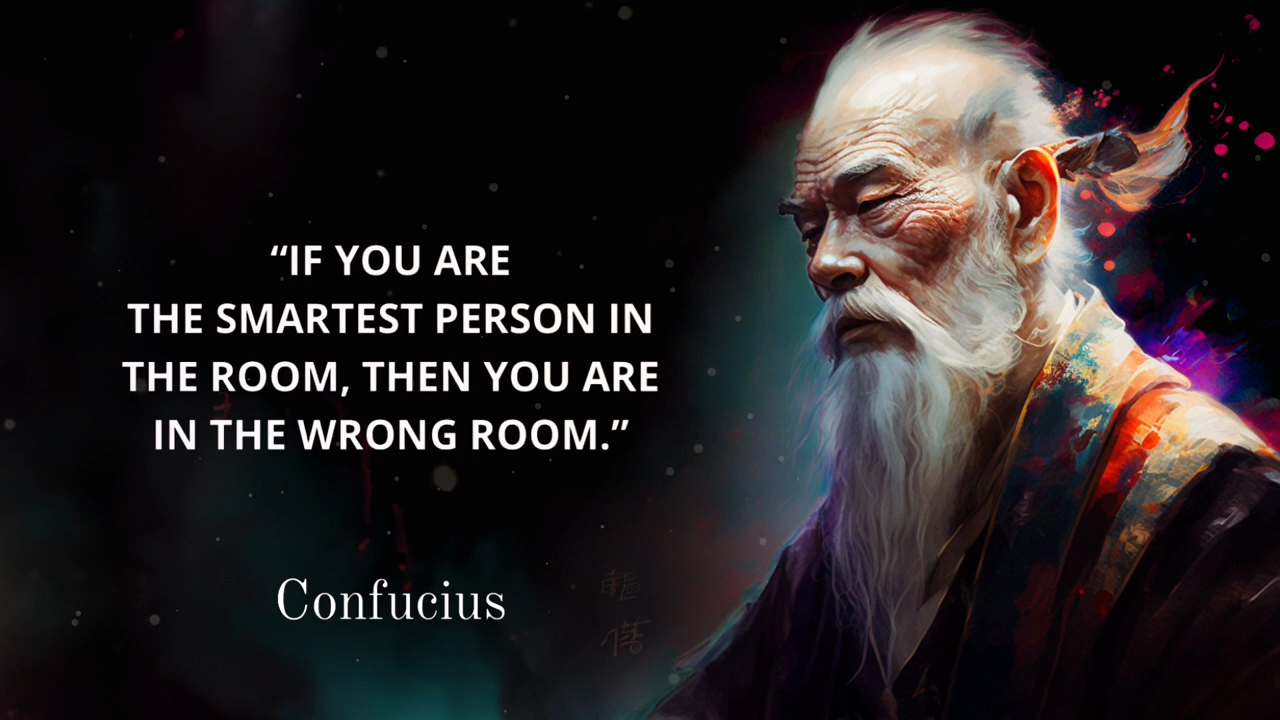 “IF YOU ARE
THE SMARTEST PERSON IN
THE ROOM, THEN YOU ARE
IN THE WRONG ROOM.”
Confucius